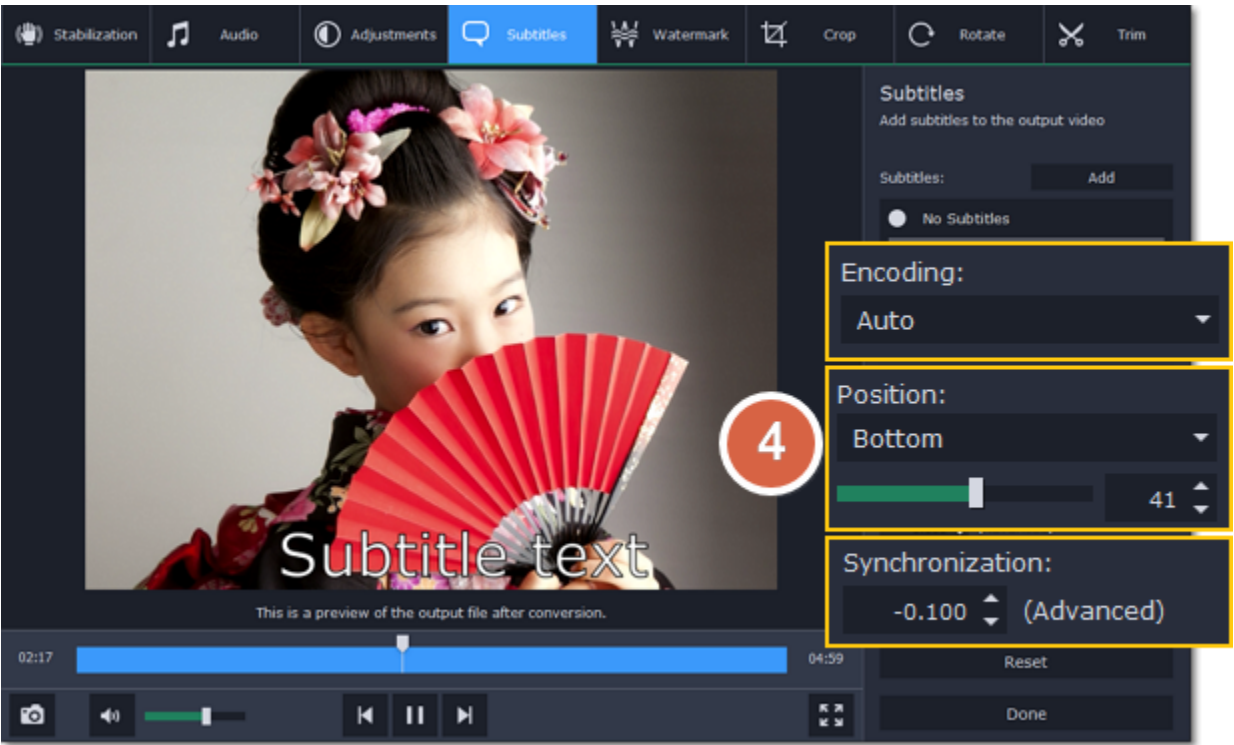 Stabilization Audio Adjustments Subtitles Watermark Crop Rotate Trim
Subtitles
Add subtitles to the output video
Subtitles: Add
No Subtitles
Encoding:
Auto
Position:
4
Bottom
41
Synchronization:
-0.100 (Advanced)
Subtitle text
This is a preview of the output file after conversion.
02:17 04:59
Reset
Done